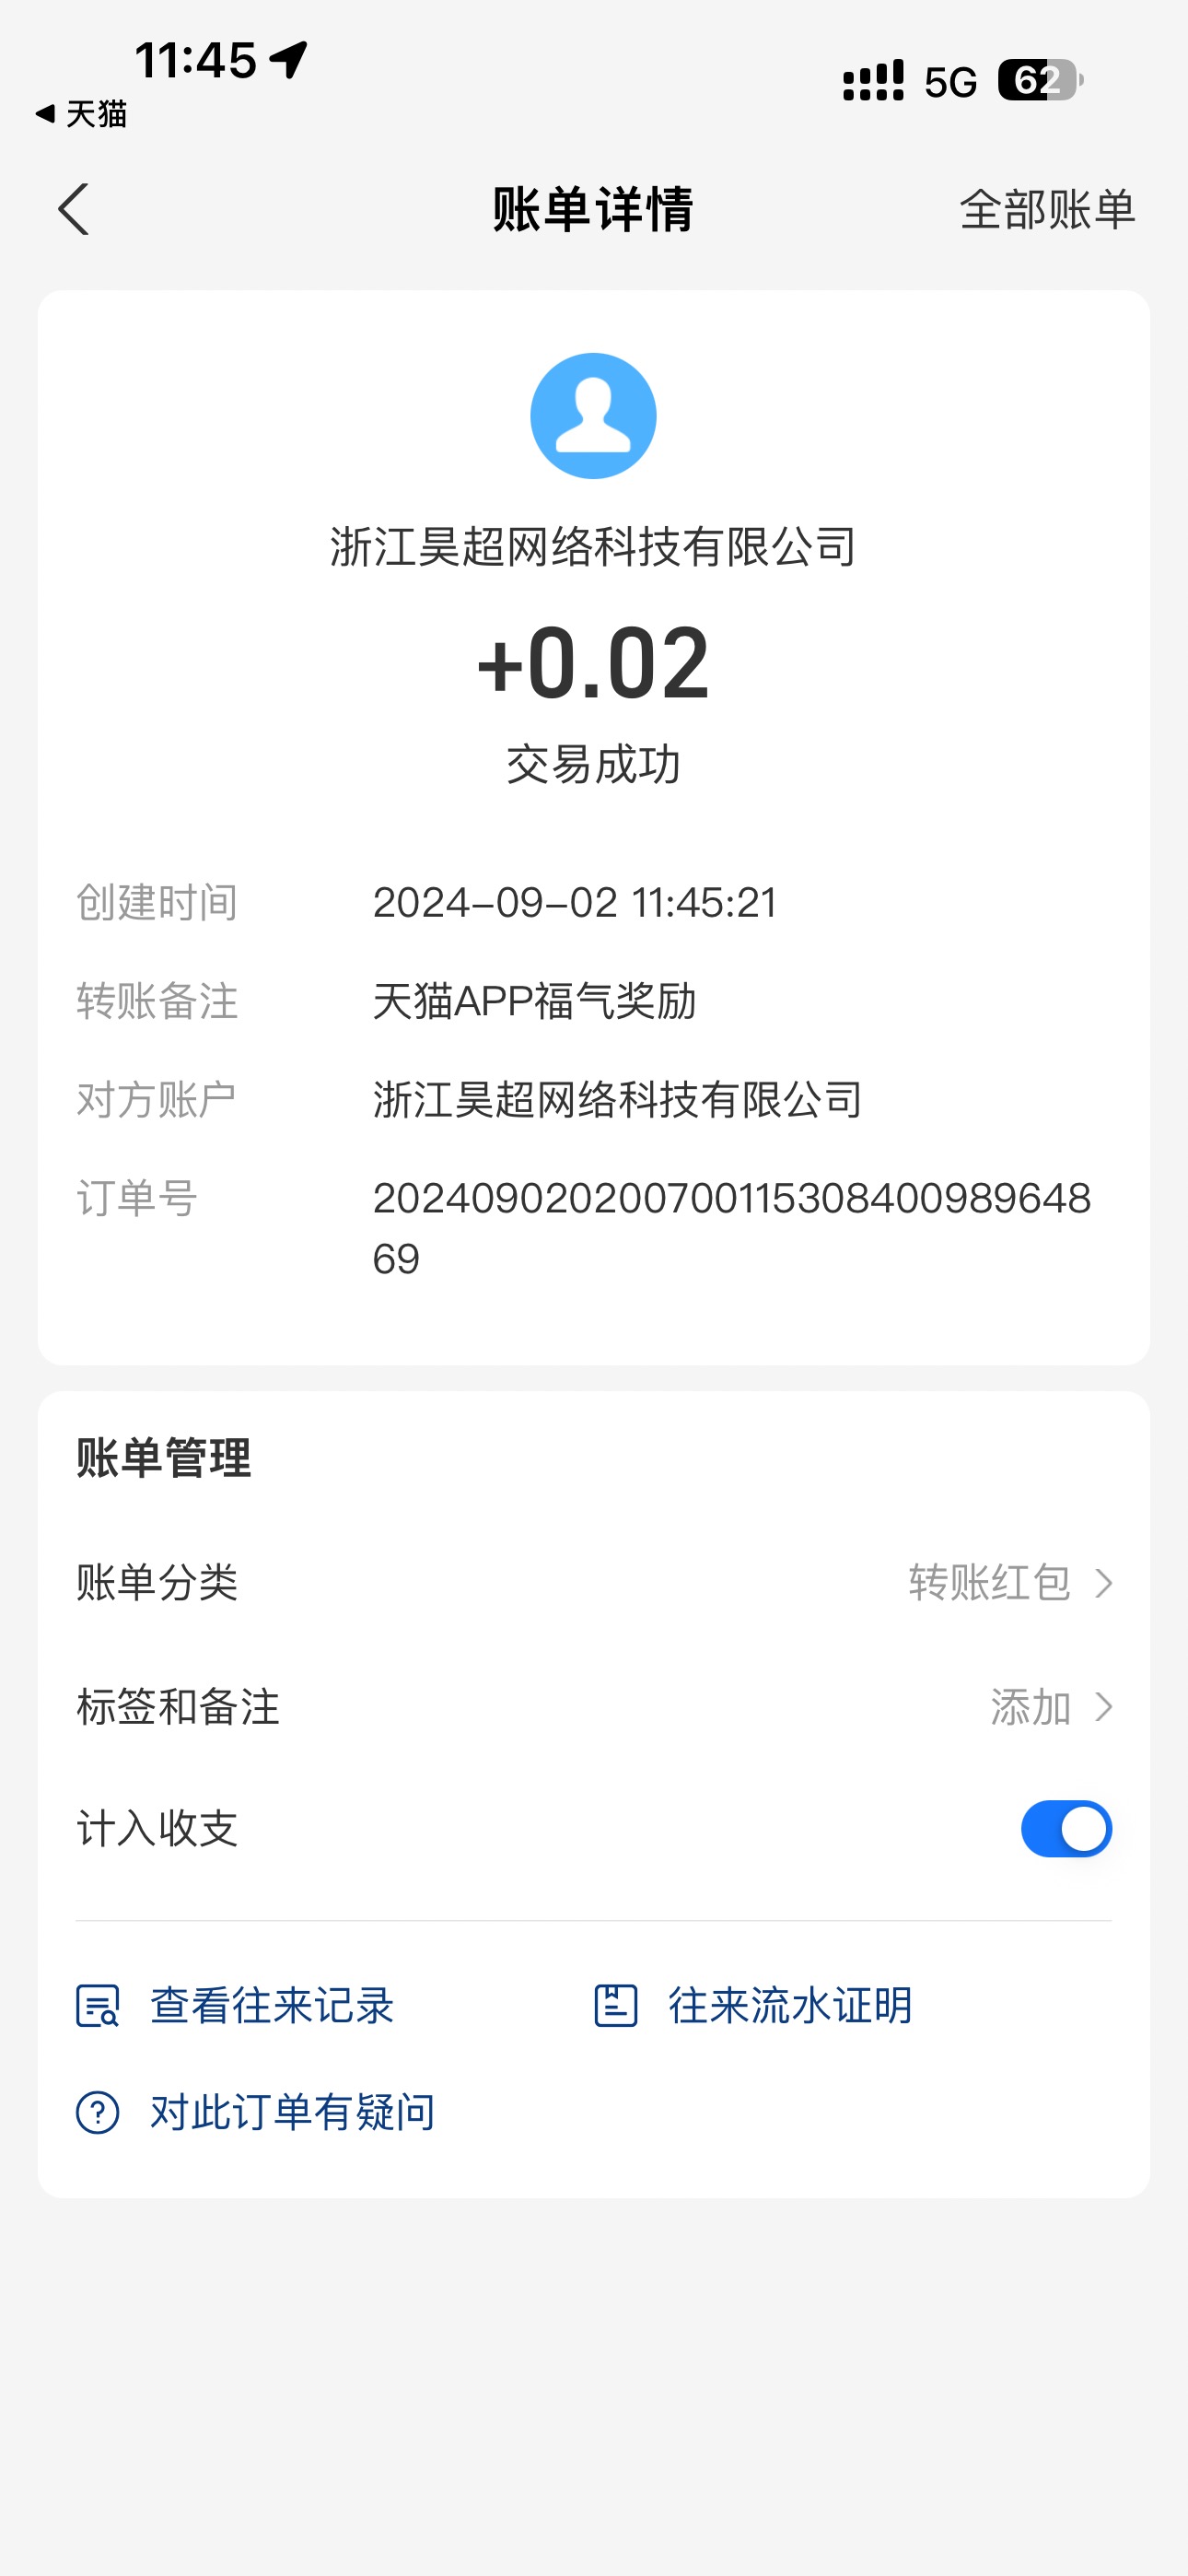 11:45
5G 62
天猫
账单详情
全部账单
浙江昊超网络科技有限公司
+0.02
交易成功
创建时间 2024-09-02 11:45:21
转账备注 天猫APP福气奖励
对方账户 浙江昊超网络科技有限公司
订单号 202409020200700115308400989648
69
账单管理
账单分类 转账红包
标签和备注 添加
计入收支
查看往来记录 往来流水证明
对此订单有疑问